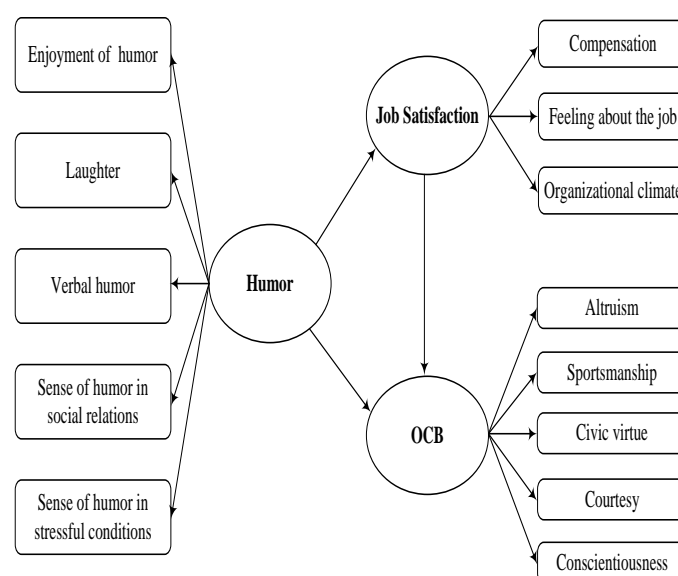 Enjoyment of humor
Laughter
Verbal humor
Sense of humor in
social relations
Sense of humor in
stressful conditions
Humor
Job Satisfaction
OCB
Compensation
Feeling about the job
Organizational climate
Altruism
Sportsmanship
Civic virtue
Courtesy
Conscientiousness